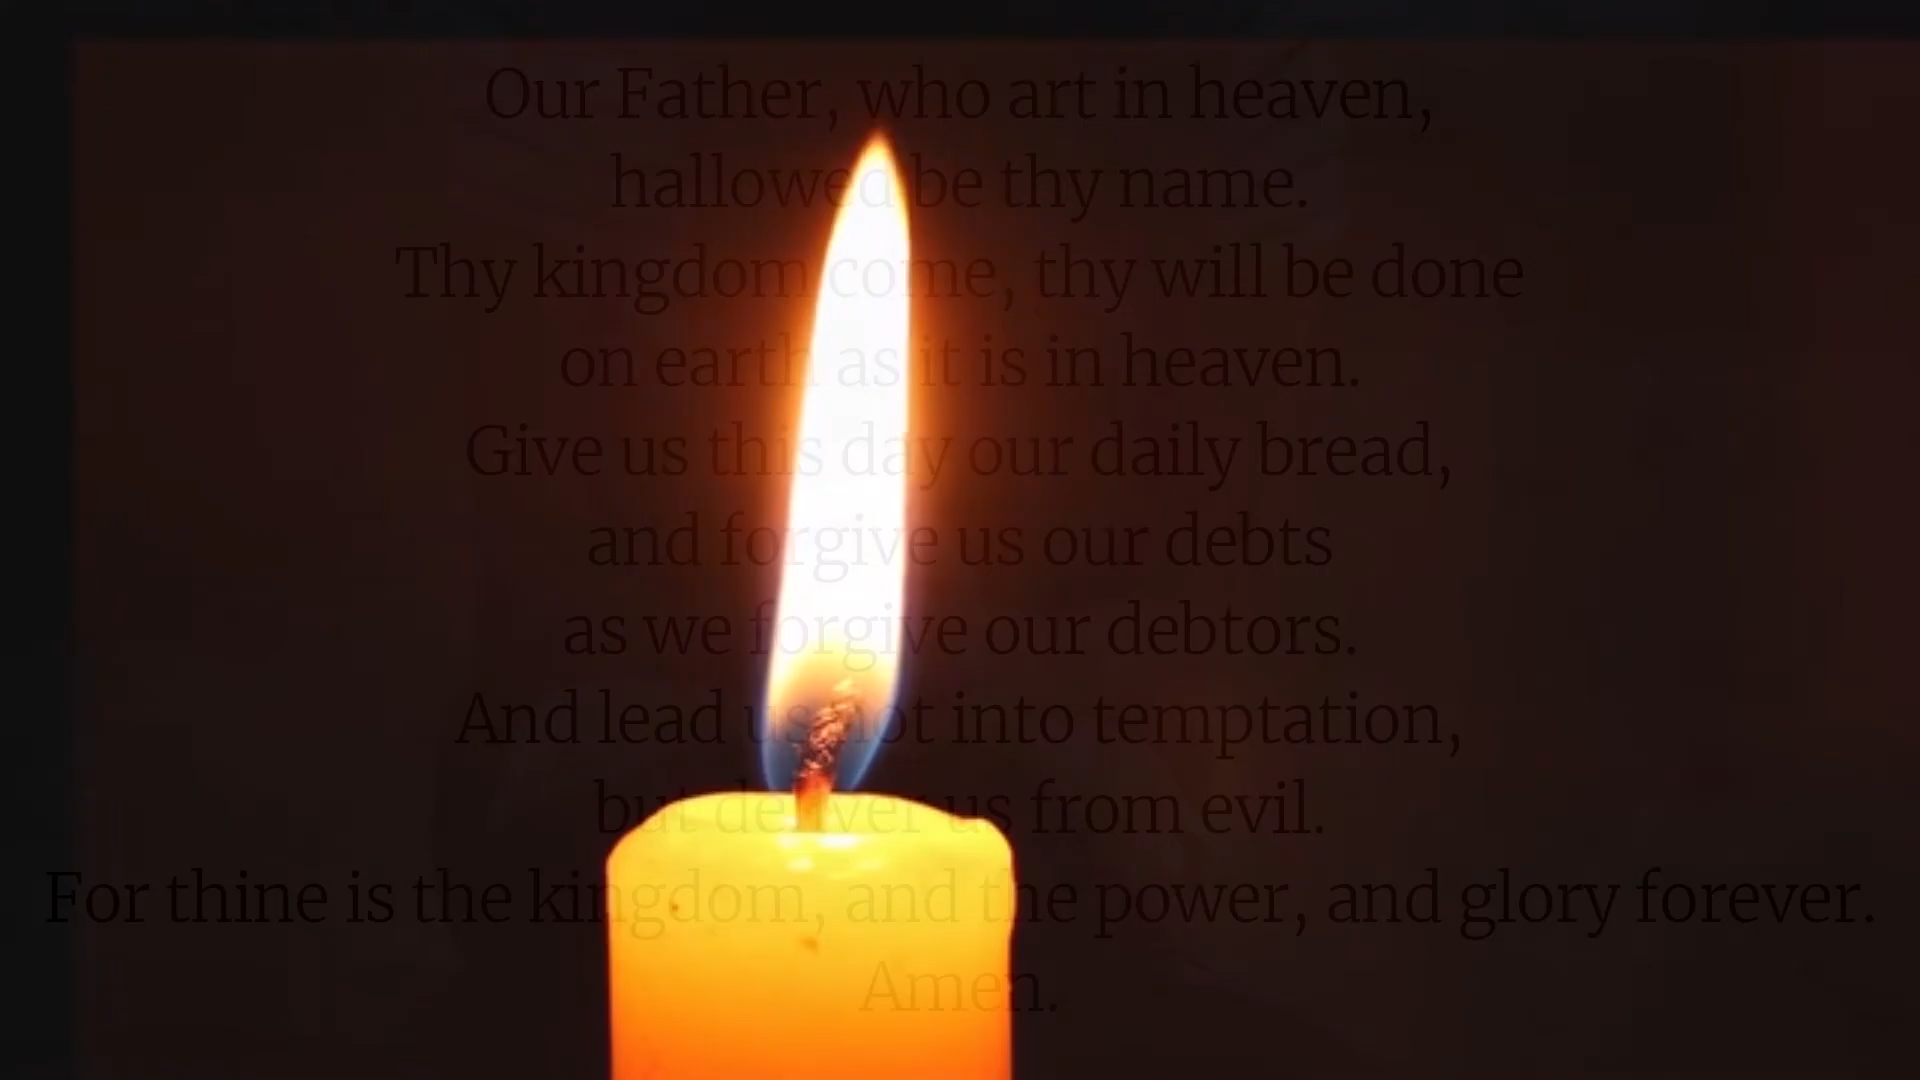 Our Father, who art in heaven,
hallowed be thy name.
Thy kingdom come, thy will be done
on earth as it is in heaven.
Give us this day our daily bread,
and forgive us our debts
as we forgive our debtors.
And lead us not into temptation,
but deliver us from evil.
For thine is the kingdom, and the power, and glory forever.
Amen.